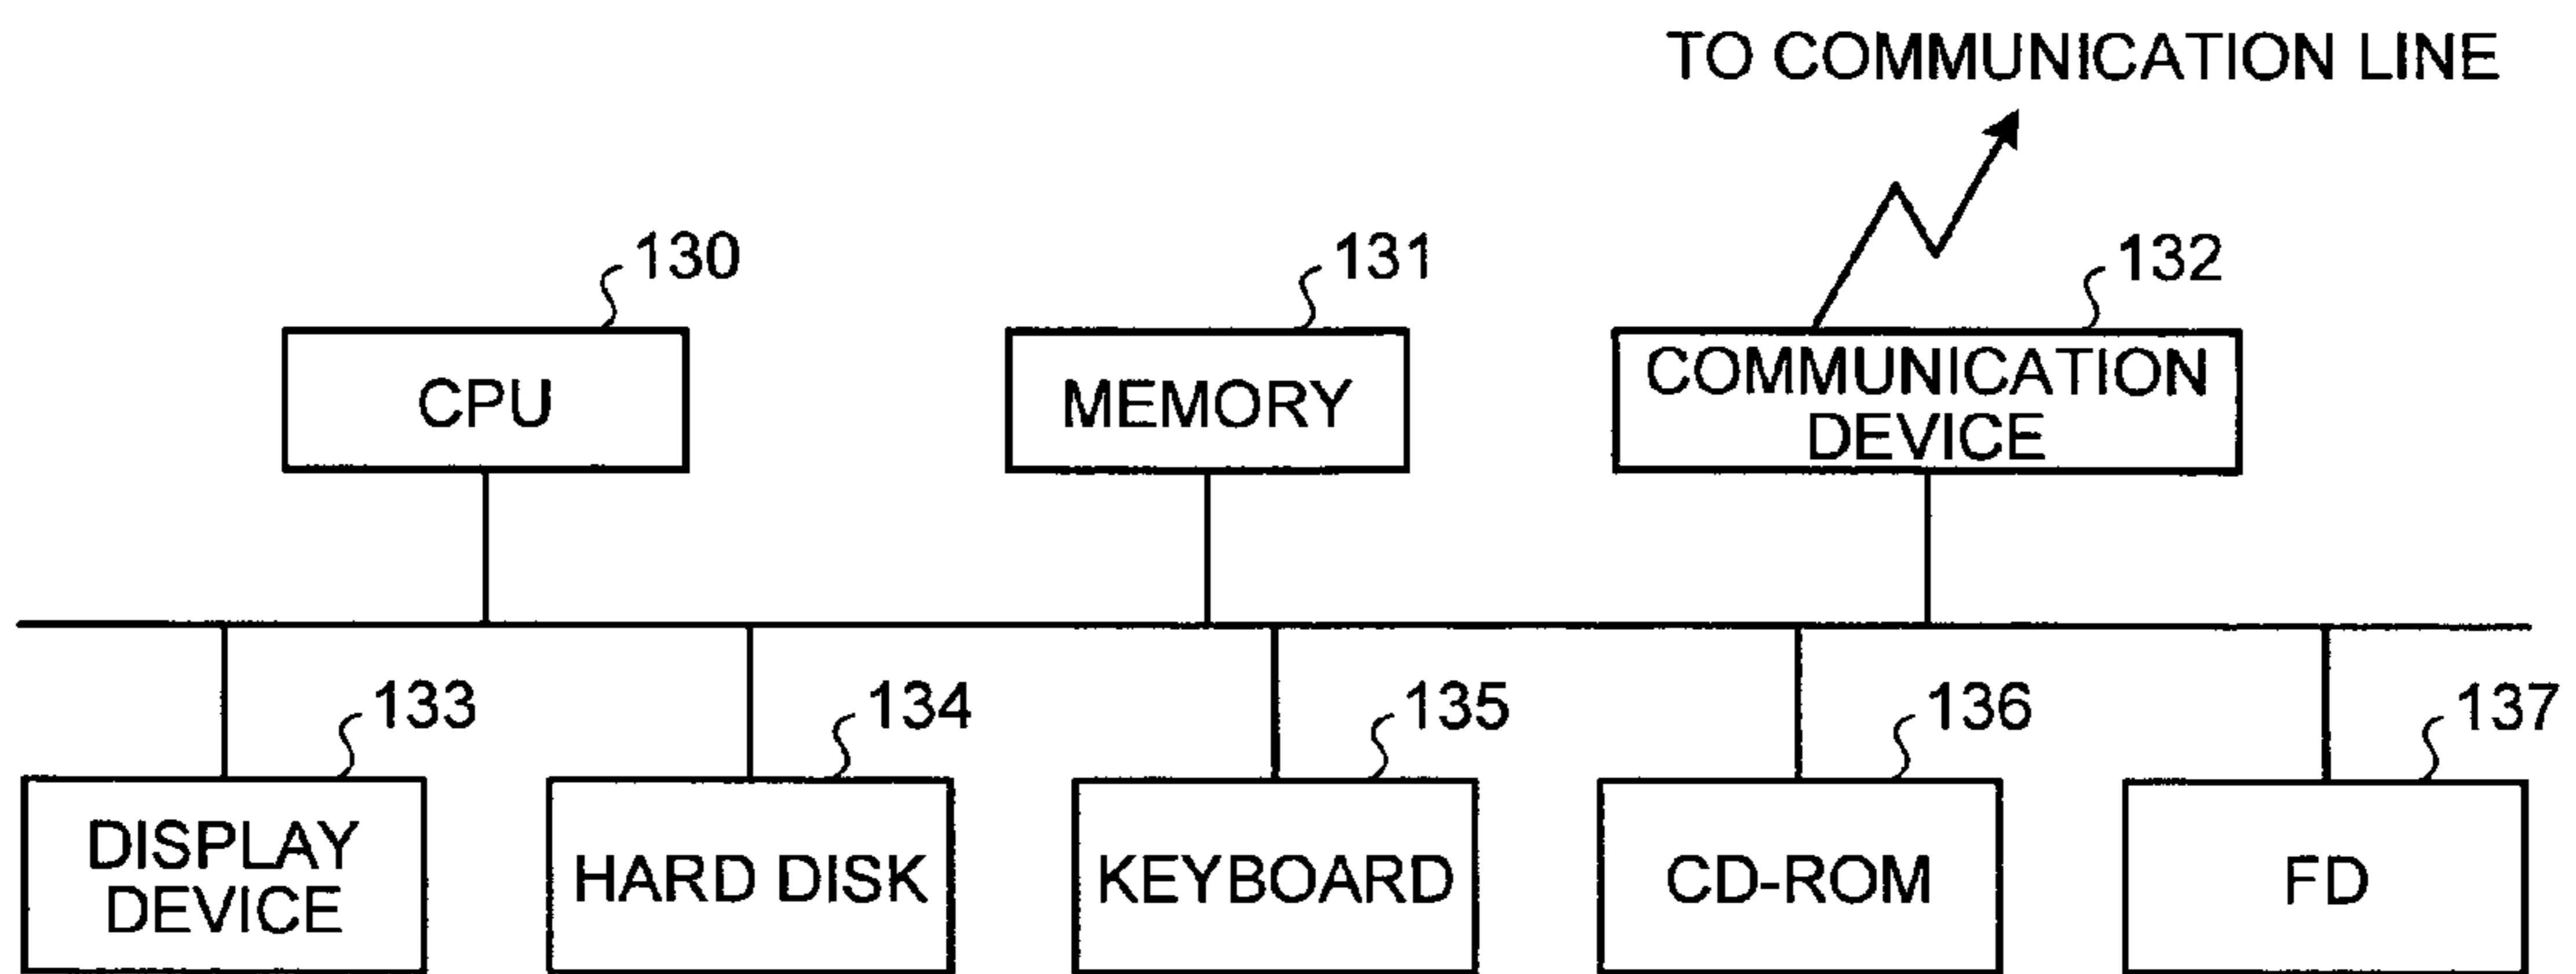 TO COMMUNICATION LINE
130
131
132
CPU
MEMORY
COMMUNICATION
DEVICE
133
134
135
136
137
DISPLAY
DEVICE
HARD DISK
KEYBOARD
CD-ROM
FD